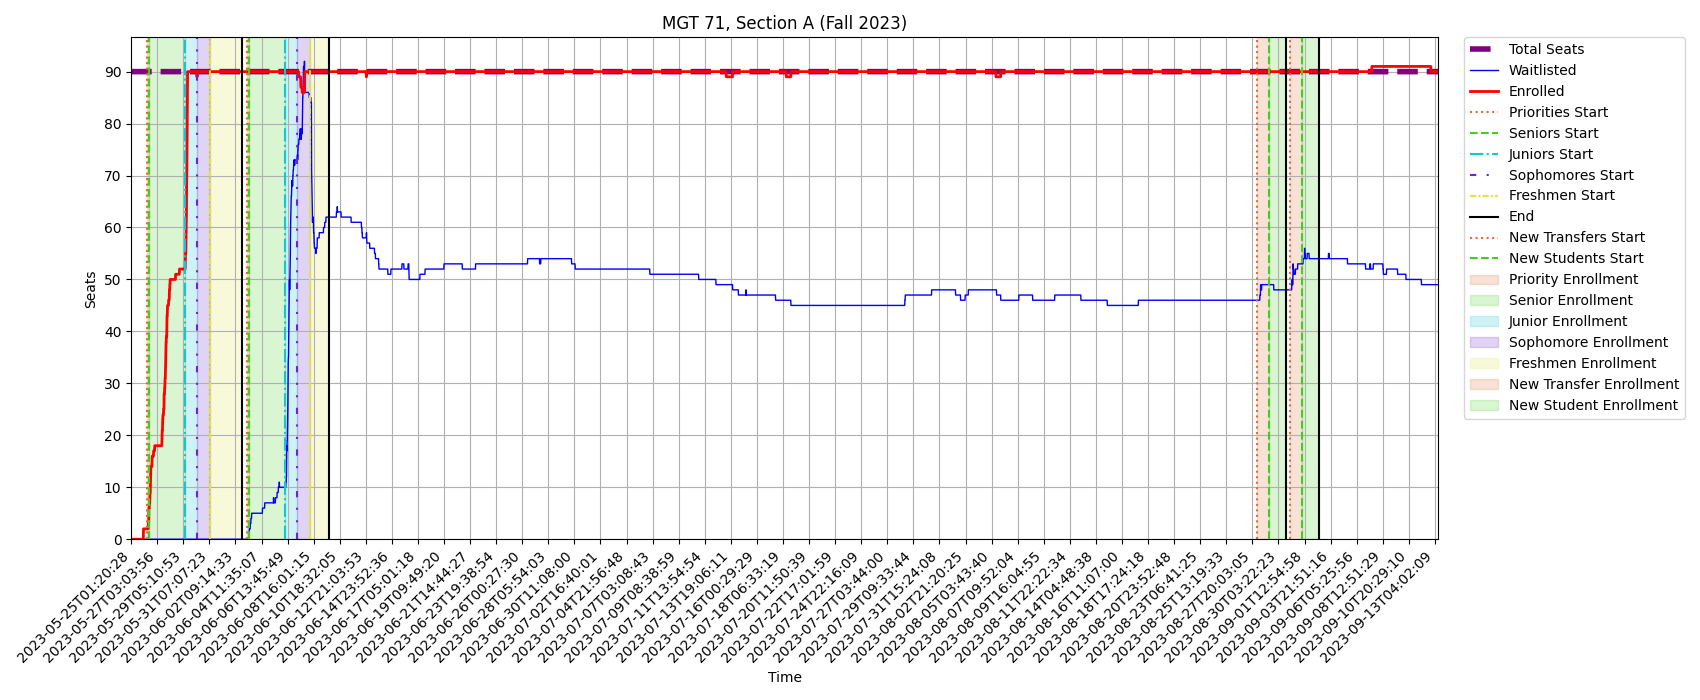 MGT 71, Section A (Fall 2023)
Seats
90
80
70
60
50
40
30
20
10
0
2023-05-25T01:20:28
2023-05-27T03:03:56
2023-05-29T05:10:53
2023-05-31T07:07:23
2023-06-02T09:14:33
2023-06-04T11:35:07
2023-06-06T13:45:49
2023-06-08T16:01:15
2023-06-10T18:32:05
2023-06-12T21:03:53
2023-06-14T23:52:36
2023-06-17T05:01:18
2023-06-19T09:49:20
2023-06-21T14:44:27
2023-06-23T19:38:54
2023-06-26T00:27:30
2023-06-28T05:54:03
2023-06-30T11:08:00
2023-07-02T16:40:01
2023-07-04T21:56:48
2023-07-07T03:08:43
2023-07-09T08:38:59
2023-07-11T13:54:54
2023-07-13T19:06:11
2023-07-16T00:29:29
2023-07-18T06:33:19
2023-07-20T11:50:39
2023-07-22T17:01:59
2023-07-24T22:16:09
2023-07-27T03:44:00
2023-07-29T09:33:44
2023-07-31T15:24:08
2023-08-02T21:20:25
2023-08-05T03:43:40
2023-08-07T09:52:04
2023-08-09T16:04:55
2023-08-11T22:22:34
2023-08-14T04:48:38
2023-08-16T11:07:00
2023-08-18T17:24:18
2023-08-20T23:52:48
2023-08-23T06:41:25
2023-08-25T13:19:33
2023-08-27T20:03:05
2023-08-30T03:22:23
2023-09-01T12:54:58
2023-09-03T21:51:16
2023-09-06T05:25:56
2023-09-08T12:51:29
2023-09-10T20:29:10
2023-09-13T04:02:09
Time
Total Seats
Waitlisted
Enrolled
Priorities Start
Seniors Start
Juniors Start
Sophomores Start
Freshmen Start
End
New Transfers Start
New Students Start
Priority Enrollment
Senior Enrollment
Junior Enrollment
Sophomore Enrollment
Freshmen Enrollment
New Transfer Enrollment
New Student Enrollment